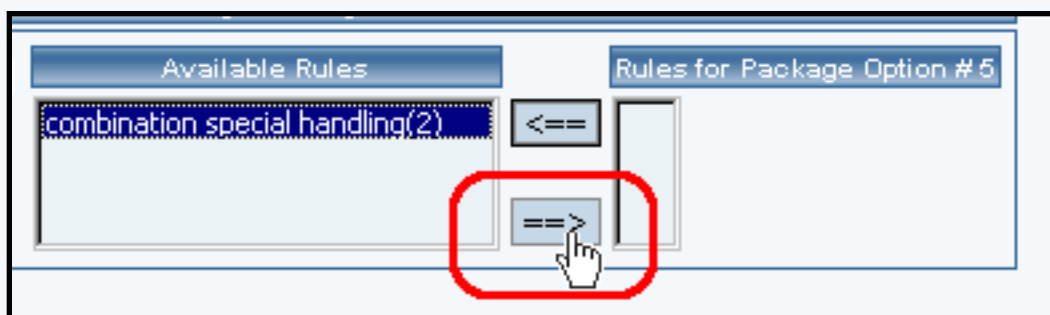 Available Rules
Rules for Package Option # 5
combination special handling(2)
<==
==>